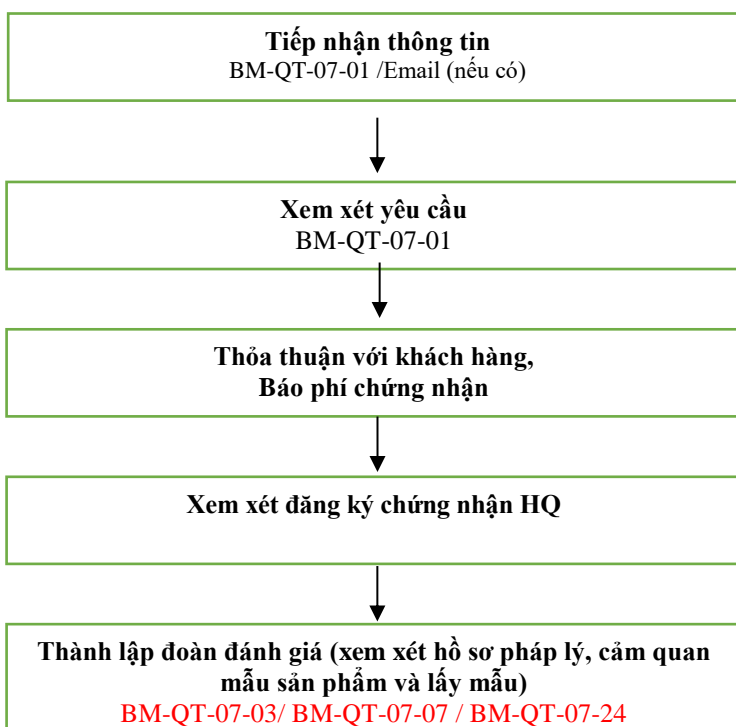 Tiếp nhận thông tin
BM-QT-07-01 /Email (nếu có)
Xem xét yêu cầu
BM-QT-07-01
Thỏa thuận với khách hàng,
Báo phí chứng nhận
Xem xét đăng ký chứng nhận HQ
Thành lập đoàn đánh giá (xem xét hồ sơ pháp lý, cảm quan
mẫu sản phẩm và lấy mẫu)
BM-QT-07-03/ BM-QT-07-07 / BM-QT-07-24